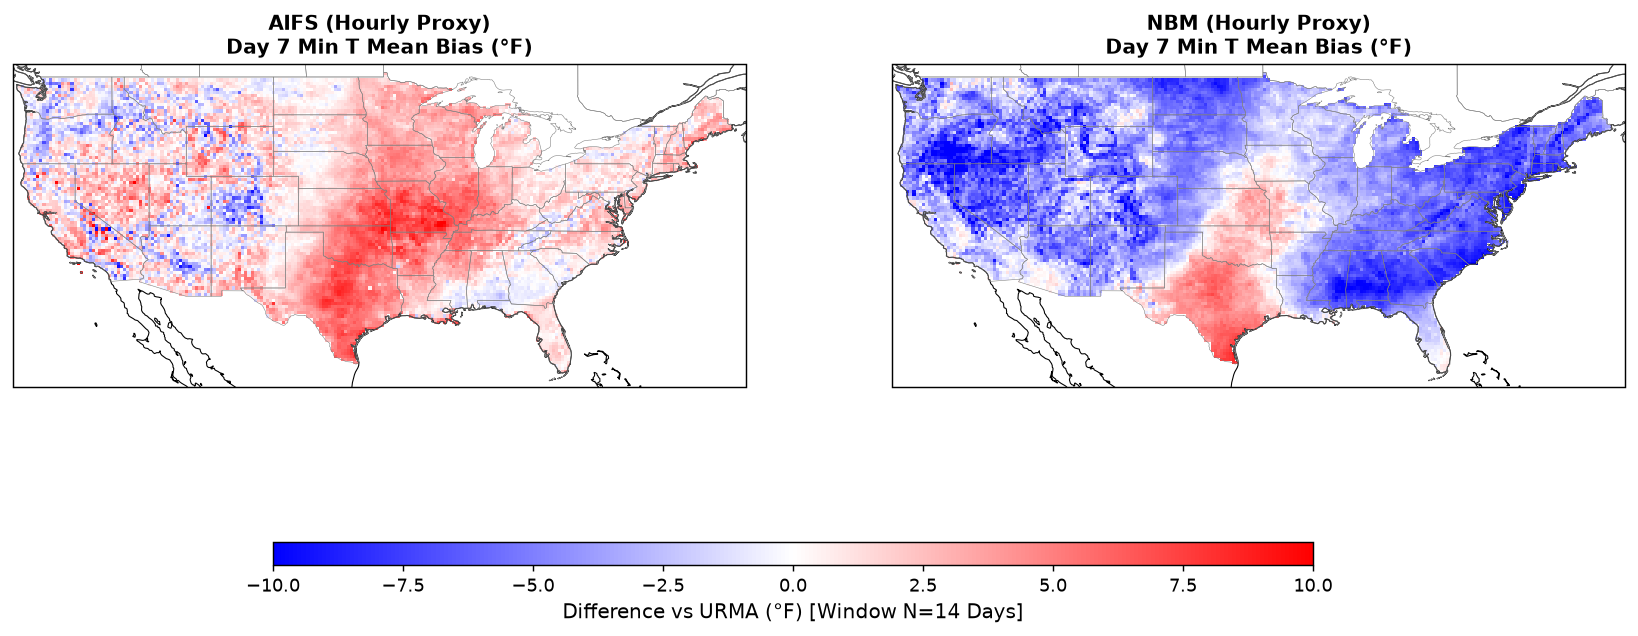 AIFS (Hourly Proxy)
Day 7 Min T Mean Bias (°F)
NBM (Hourly Proxy)
Day 7 Min T Mean Bias (°F)
−10.0 −7.5 −5.0 −2.5 0.0 2.5 5.0 7.5 10.0
Difference vs URMA (°F) [Window N=14 Days]